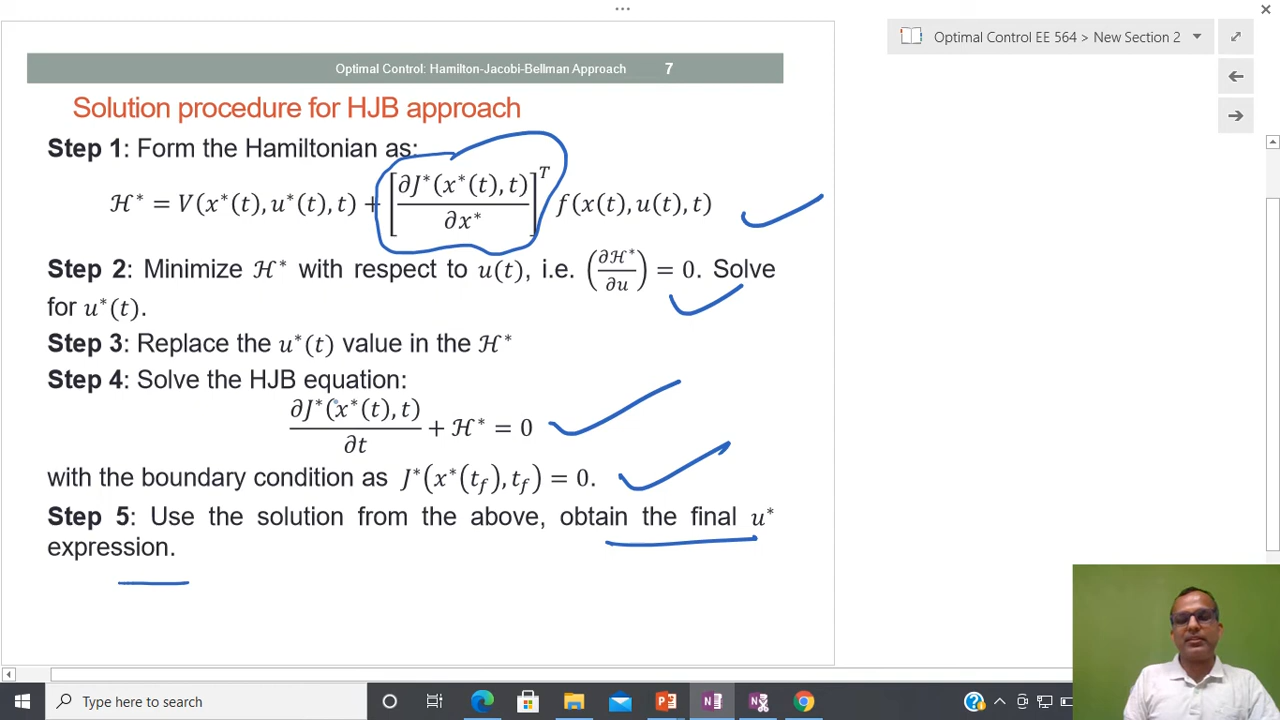 Optimal Control EE 564 > New Section 2
Optimal Control: Hamilton-Jacobi-Bellman Approach 7
Solution procedure for HJB approach
Step 1: Form the Hamiltonian as:
ℋ* = V(x*(t), u*(t), t) + [∂J*(x*(t), t) / ∂x*]ᵀ f(x(t), u(t), t)
Step 2: Minimize ℋ* with respect to u(t), i.e. (∂ℋ*/∂u) = 0. Solve
for u*(t).
Step 3: Replace the u*(t) value in the ℋ*
Step 4: Solve the HJB equation:
∂J*(x*(t), t) / ∂t + ℋ* = 0
with the boundary condition as J*(x*(t_f), t_f) = 0.
Step 5: Use the solution from the above, obtain the final u*
expression.
Type here to search